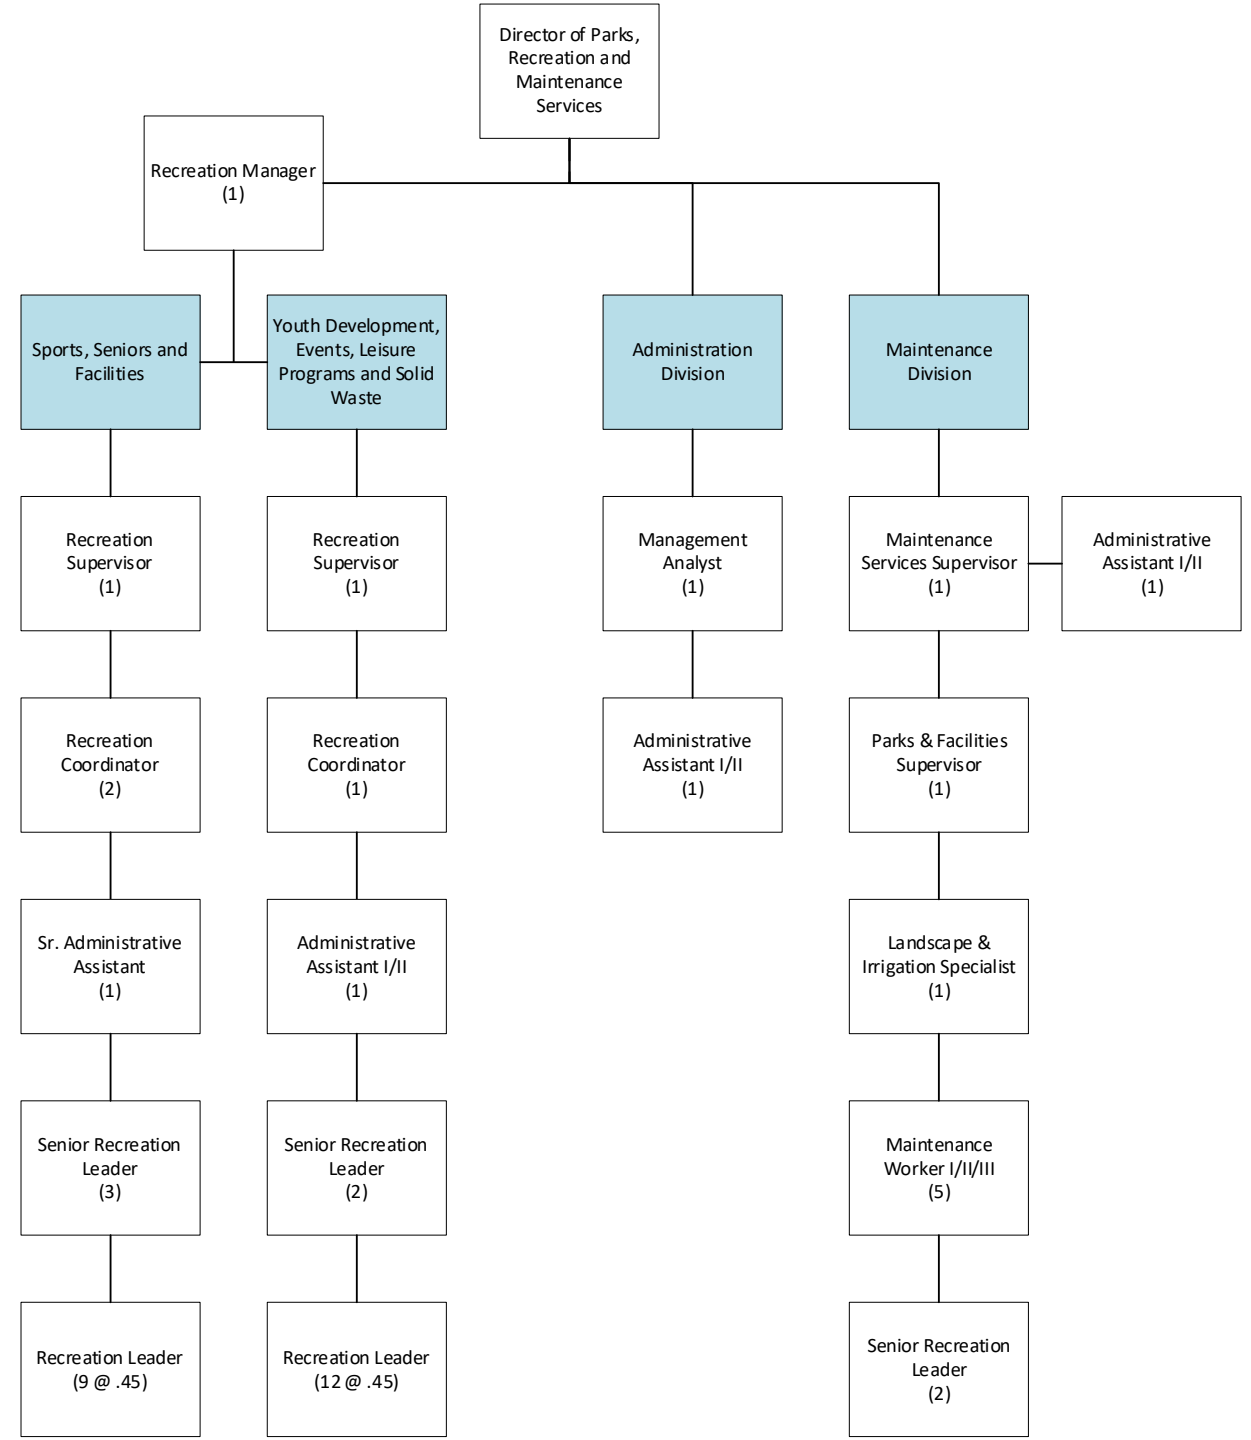 Director of Parks,
Recreation and
Maintenance
Services
Recreation Manager
(1)
Sports, Seniors and
Facilities
Youth Development,
Events, Leisure
Programs and Solid
Waste
Administration
Division
Maintenance
Division
Recreation
Supervisor
(1)
Recreation
Supervisor
(1)
Management
Analyst
(1)
Maintenance
Services Supervisor
(1)
Administrative
Assistant I/II
(1)
Recreation
Coordinator
(2)
Recreation
Coordinator
(1)
Administrative
Assistant I/II
(1)
Parks & Facilities
Supervisor
(1)
Sr. Administrative
Assistant
(1)
Administrative
Assistant I/II
(1)
Landscape &
Irrigation Specialist
(1)
Senior Recreation
Leader
(3)
Senior Recreation
Leader
(2)
Maintenance
Worker I/II/III
(5)
Recreation Leader
(9 @ .45)
Recreation Leader
(12 @ .45)
Senior Recreation
Leader
(2)